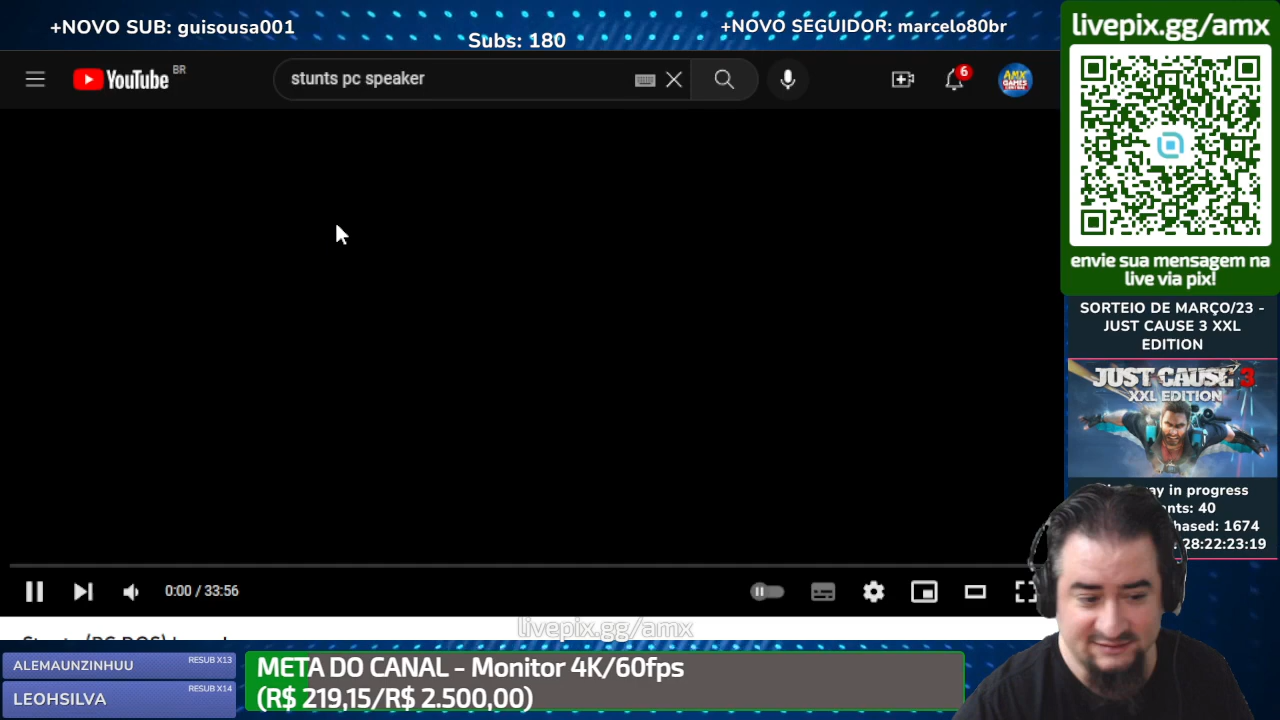 +NOVO SUB: guisousa001
Subs: 180
+NOVO SEGUIDOR: marcelo80br
livepix.gg/amx
YouTube BR
stunts pc speaker
6
AMX GAMES
envie sua mensagem na
live via pix!
SORTEIO DE MARÇO/23 -
JUST CAUSE 3 XXL
EDITION
JUST CAUSE 3
XXL EDITION
ay in progress
nts: 40
hased: 1674
28:22:23:19
0:00 / 33:56
livepix.gg/amx
ALEMAUNZINHUU RESUB X13
LEOHSILVA RESUB X14
META DO CANAL - Monitor 4K/60fps
(R$ 219,15/R$ 2.500,00)